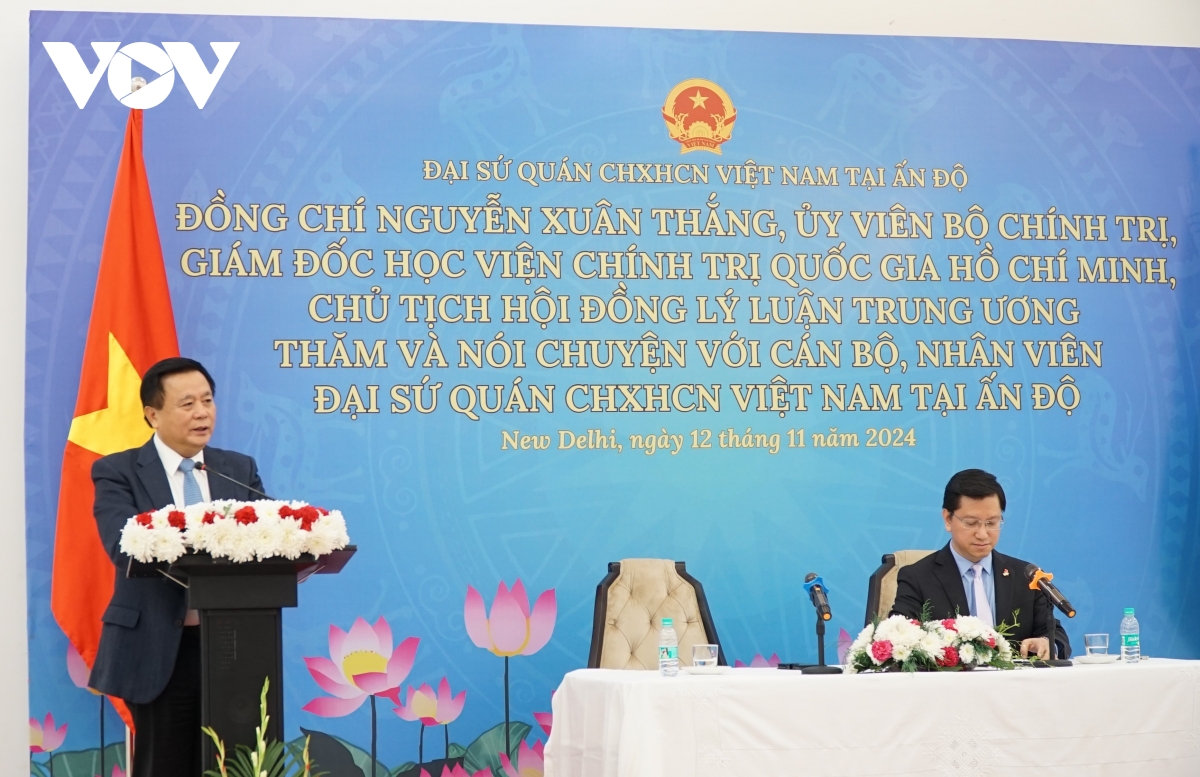 VOV
VIỆT NAM
ĐẠI SỨ QUÁN CHXHCN VIỆT NAM TẠI ẤN ĐỘ
ĐỒNG CHÍ NGUYỄN XUÂN THẮNG, ỦY VIÊN BỘ CHÍNH TRỊ,
GIÁM ĐỐC HỌC VIỆN CHÍNH TRỊ QUỐC GIA HỒ CHÍ MINH,
CHỦ TỊCH HỘI ĐỒNG LÝ LUẬN TRUNG ƯƠNG
THĂM VÀ NÓI CHUYỆN VỚI CÁN BỘ, NHÂN VIÊN
ĐẠI SỨ QUÁN CHXHCN VIỆT NAM TẠI ẤN ĐỘ
New Delhi, ngày 12 tháng 11 năm 2024